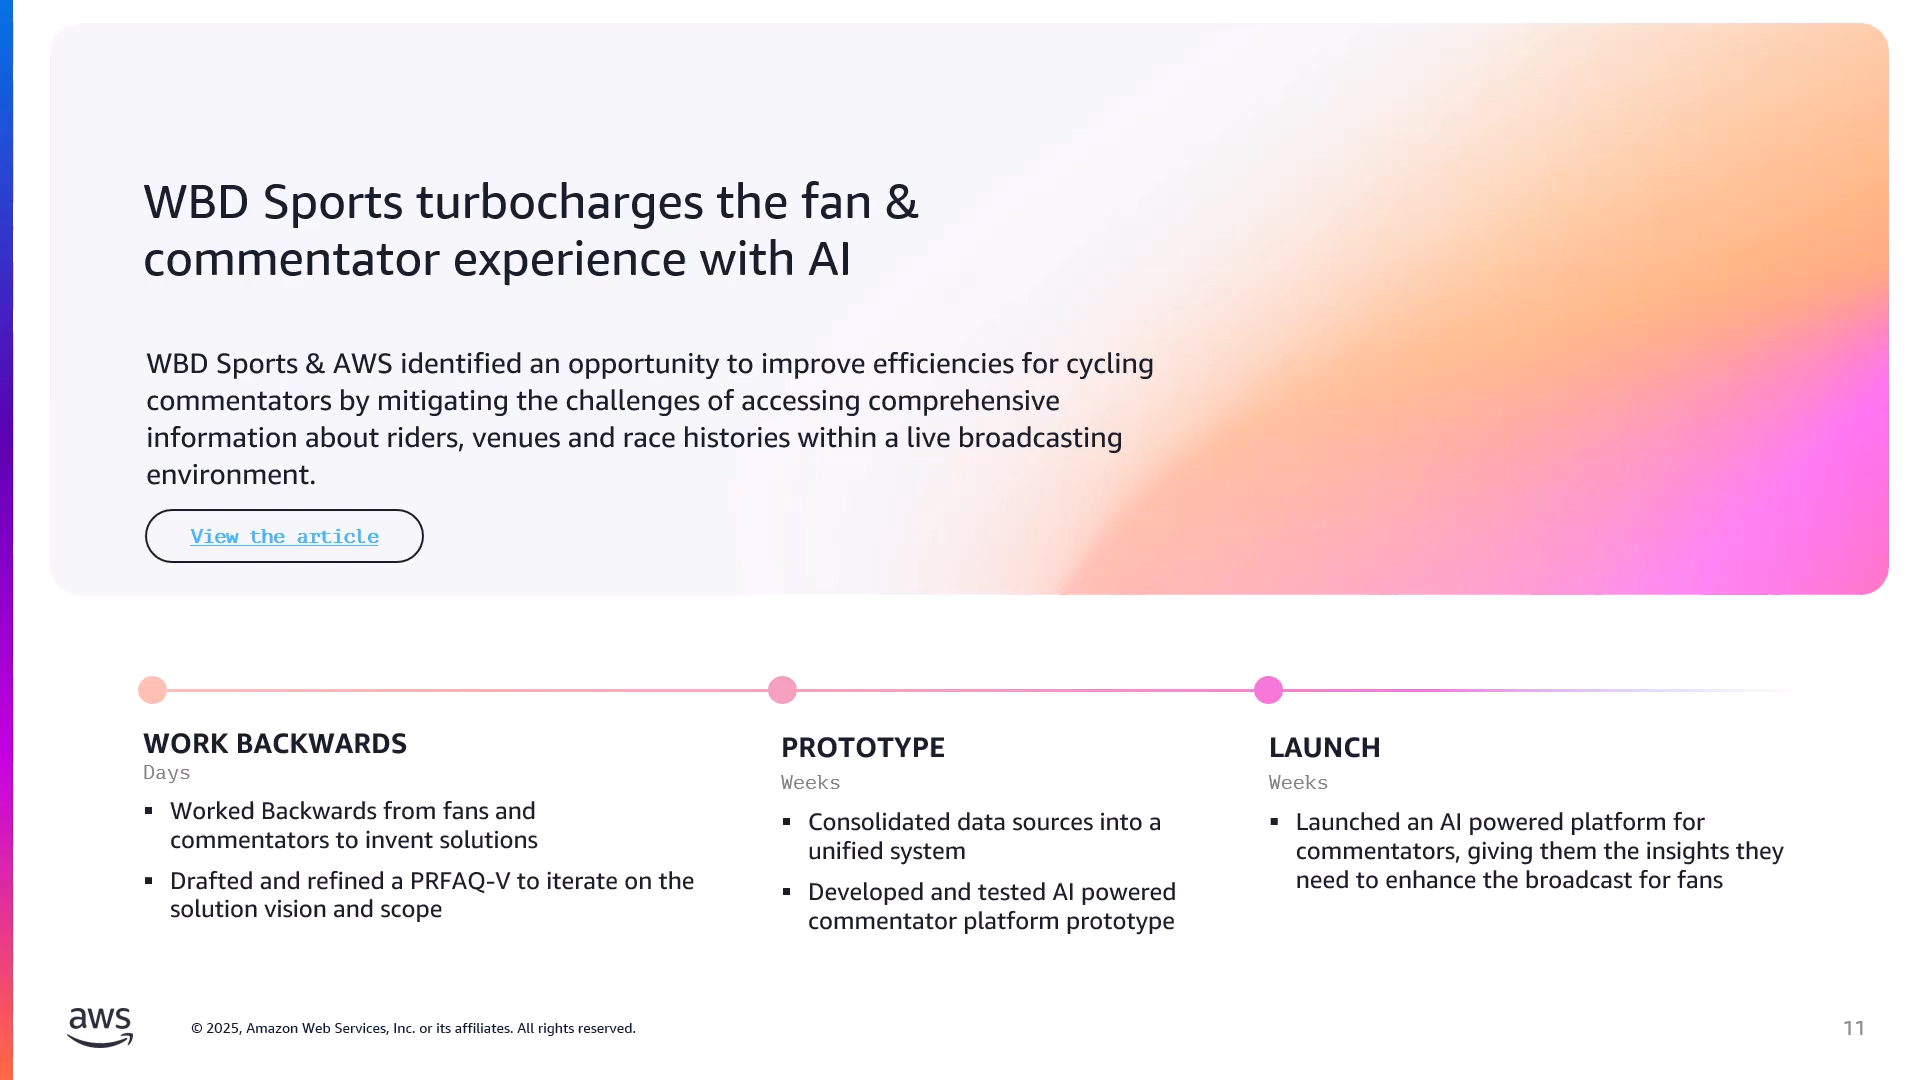 WBD Sports turbocharges the fan &
commentator experience with AI
WBD Sports & AWS identified an opportunity to improve efficiencies for cycling
commentators by mitigating the challenges of accessing comprehensive
information about riders, venues and race histories within a live broadcasting
environment.
View the article
WORK BACKWARDS
Days
▪ Worked Backwards from fans and
commentators to invent solutions
▪ Drafted and refined a PRFAQ-V to iterate on the
solution vision and scope
PROTOTYPE
Weeks
▪ Consolidated data sources into a
unified system
▪ Developed and tested AI powered
commentator platform prototype
LAUNCH
Weeks
▪ Launched an AI powered platform for
commentators, giving them the insights they
need to enhance the broadcast for fans
aws
© 2025, Amazon Web Services, Inc. or its affiliates. All rights reserved.
11